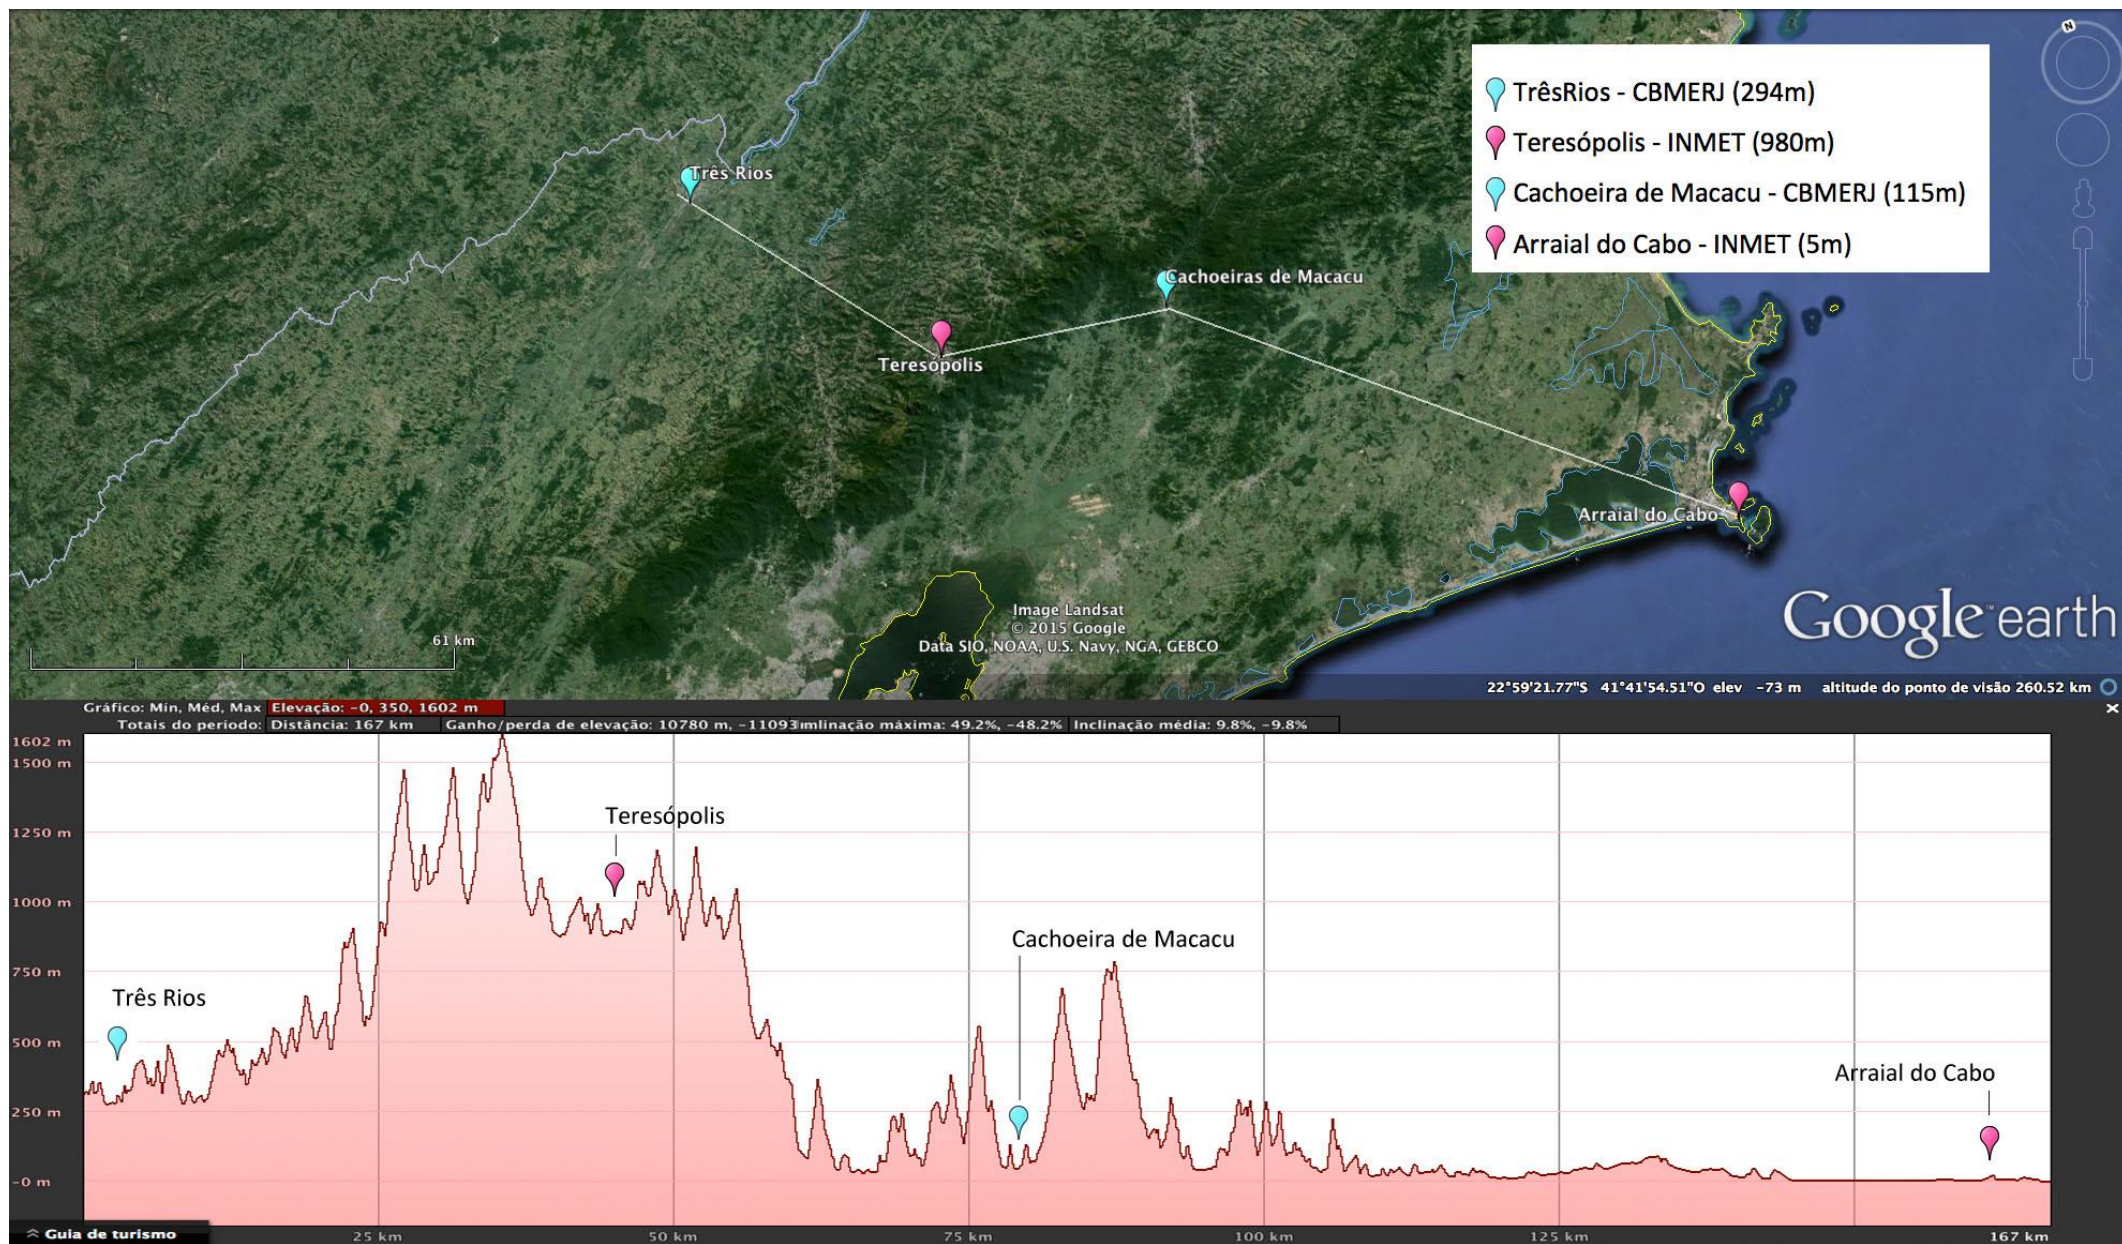 TrêsRios - CBMERJ (294m)
Teresópolis - INMET (980m)
Cachoeira de Macacu - CBMERJ (115m)
Arraial do Cabo - INMET (5m)
N
Três Rios
Cachoeiras de Macacu
Teresópolis
Arraial do Cabo
Image Landsat
© 2015 Google
Data SIO, NOAA, U.S. Navy, NGA, GEBCO
61 km
Google earth
22°59'21.77"S 41°41'54.51"O elev -73 m altitude do ponto de visão 260.52 km
Gráfico: Mín, Méd, Max Elevação: -0, 350, 1602 m
Totais do período: Distância: 167 km Ganho/perda de elevação: 10780 m, -11093 mlinação máxima: 49.2%, -48.2% Inclinação média: 9.8%, -9.8%
1602 m
1500 m
1250 m
1000 m
750 m
500 m
250 m
-0 m
Teresópolis
Cachoeira de Macacu
Três Rios
Arraial do Cabo
Guia de turismo
25 km
50 km
75 km
100 km
125 km
167 km